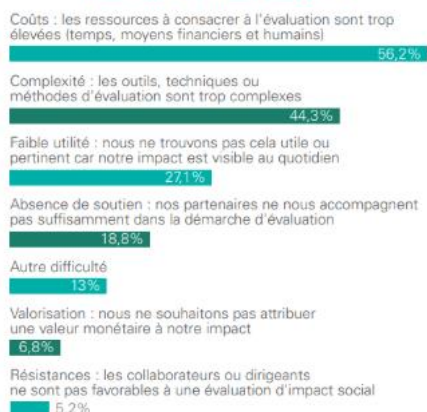 Coûts : les ressources à consacrer à l'évaluation sont trop
élevées (temps, moyens financiers et humains)
56,2%
Complexité : les outils, techniques ou
méthodes d'évaluation sont trop complexes
44,3%
Faible utilité : nous ne trouvons pas cela utile ou
pertinent car notre impact est visible au quotidien
27,1%
Absence de soutien : nos partenaires ne nous accompagnent
pas suffisamment dans la démarche d'évaluation
18,8%
Autre difficulté
13%
Valorisation : nous ne souhaitons pas attribuer
une valeur monétaire à notre impact
6,8%
Résistances : les collaborateurs ou dirigeants
ne sont pas favorables à une évaluation d'impact social
5,2%